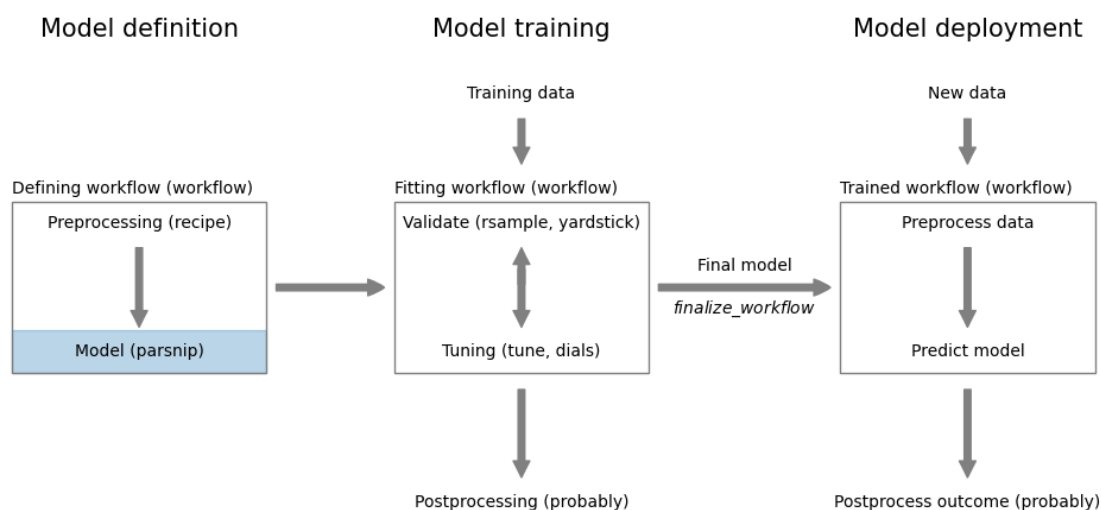 Model definition
Model training
Model deployment
Training data
New data
Defining workflow (workflow)
Fitting workflow (workflow)
Trained workflow (workflow)
Preprocessing (recipe)
Validate (rsample, yardstick)
Preprocess data
Final model
finalize_workflow
Model (parsnip)
Tuning (tune, dials)
Predict model
Postprocessing (probably)
Postprocess outcome (probably)